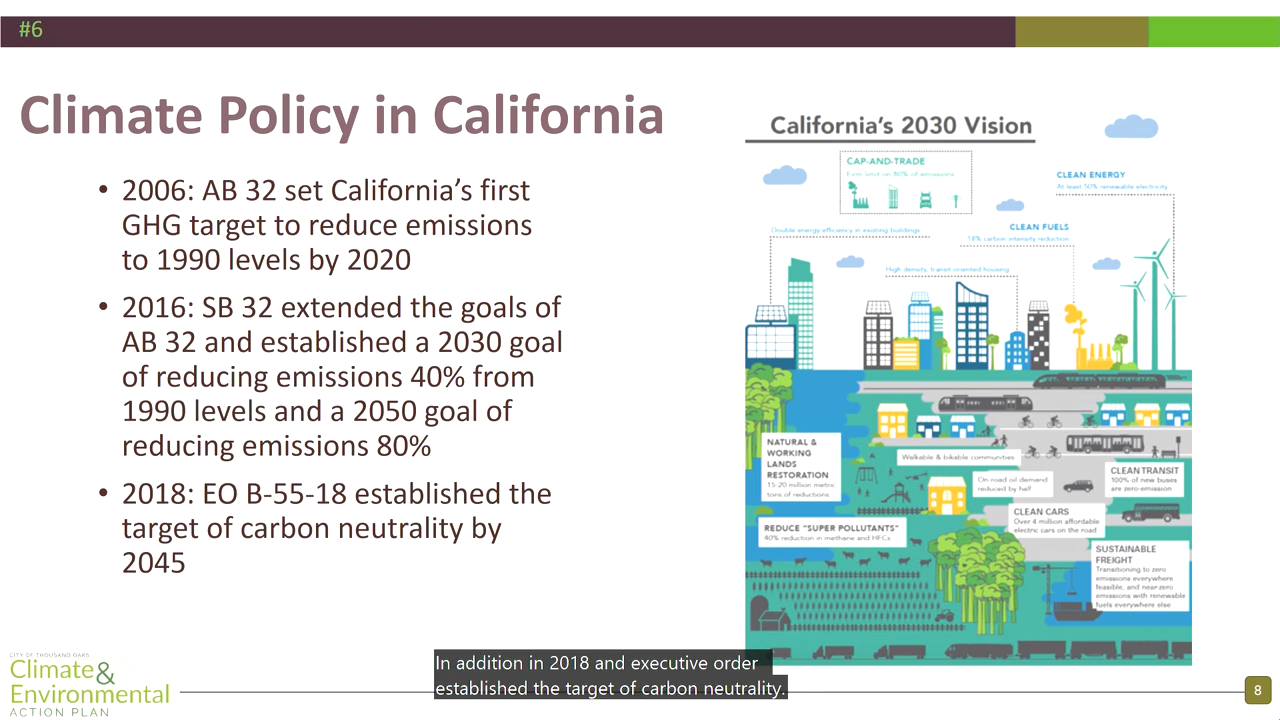 #6
Climate Policy in California
• 2006: AB 32 set California’s first
GHG target to reduce emissions
to 1990 levels by 2020
• 2016: SB 32 extended the goals of
AB 32 and established a 2030 goal
of reducing emissions 40% from
1990 levels and a 2050 goal of
reducing emissions 80%
• 2018: EO B-55-18 established the
target of carbon neutrality by
2045
California’s 2030 Vision
CAP-AND-TRADE
Firm limit on 80% of emissions
CLEAN ENERGY
At least 50% renewable electricity
Double energy efficiency in existing buildings
CLEAN FUELS
18% carbon intensity reduction
High density, transit oriented housing
NATURAL &
WORKING
LANDS
RESTORATION
15-20 million metric
tons of reductions
Walkable & bikable communities
On-road oil demand
reduced by half
CLEAN TRANSIT
100% of new buses
are zero-emission
CLEAN CARS
Over 4 million affordable
electric cars on the road
REDUCE “SUPER POLLUTANTS”
40% reduction in methane and HFCs
SUSTAINABLE
FREIGHT
Transitioning to zero
emissions everywhere
feasible, and near-zero
emissions with renewable
fuels everywhere else
CITY OF THOUSAND OAKS
Climate &
Environmental
ACTION PLAN
In addition in 2018 and executive order
established the target of carbon neutrality.
8